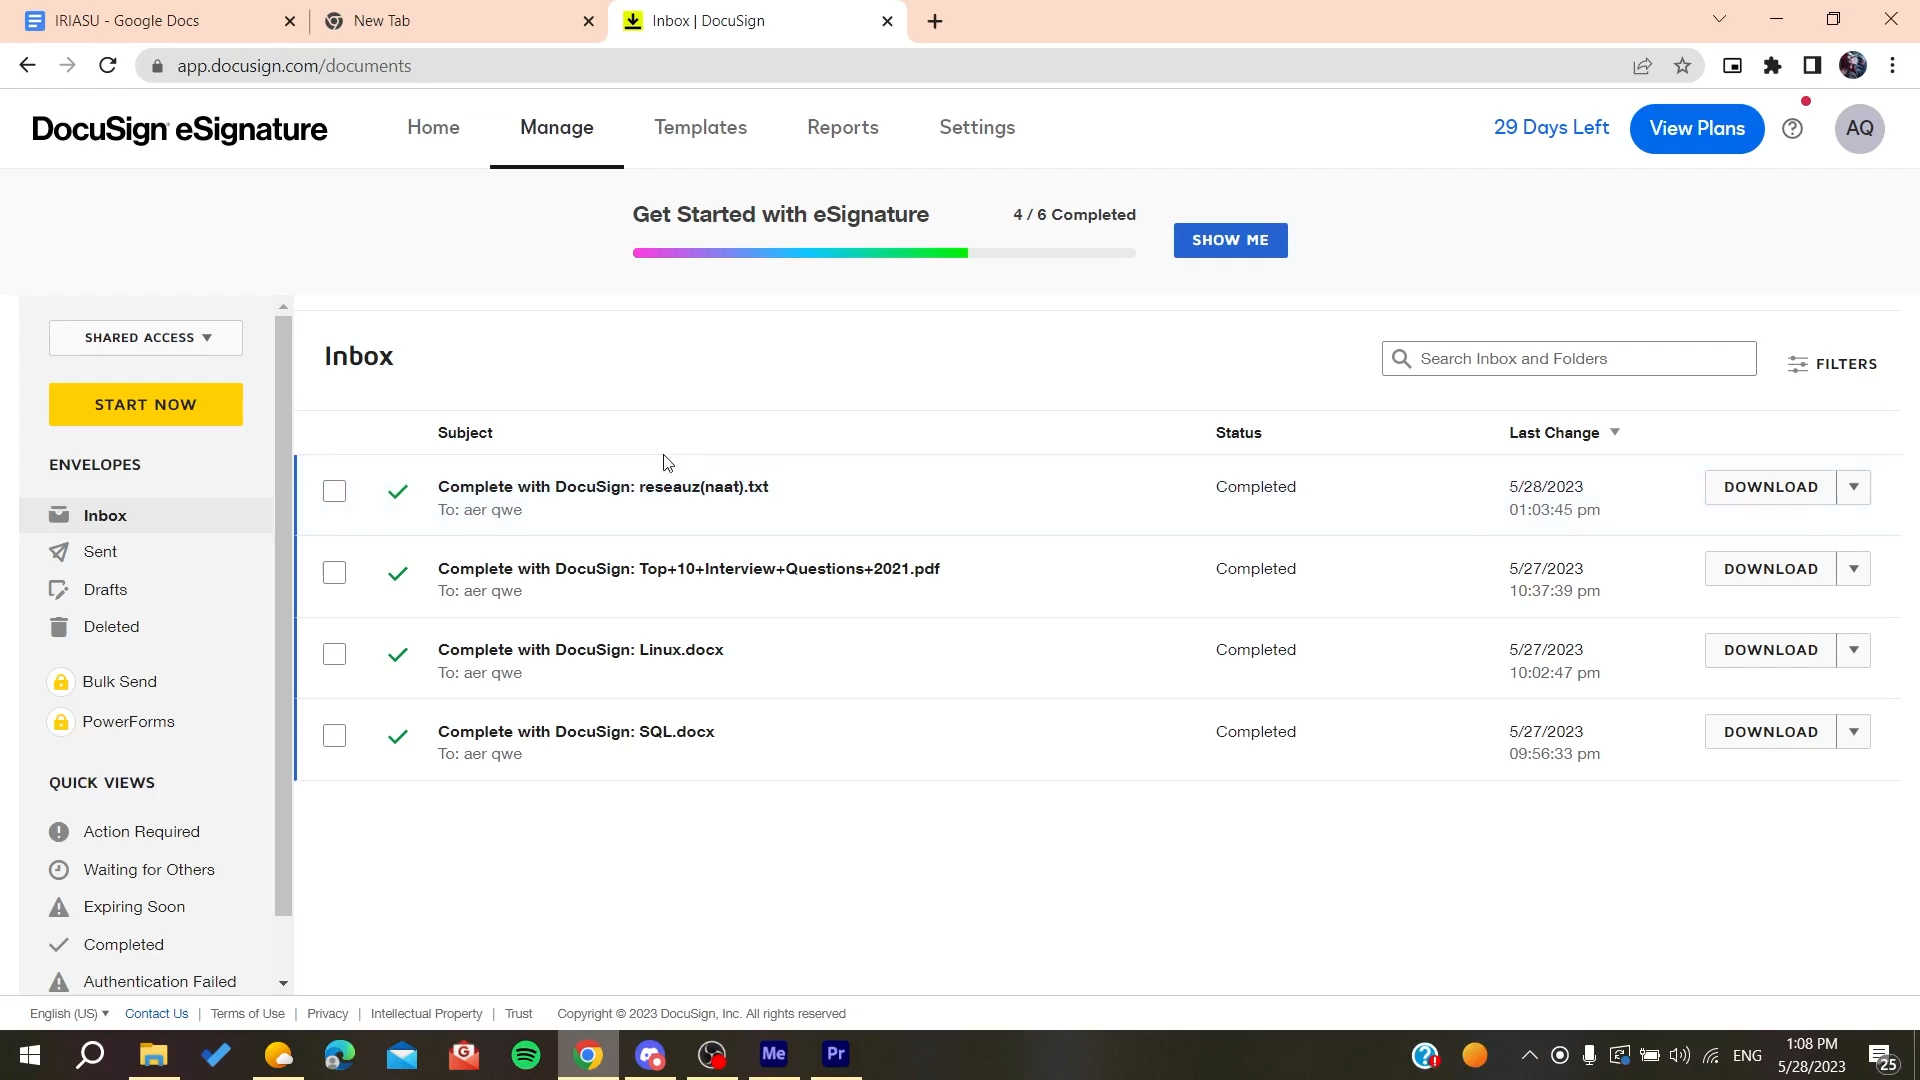 IRIASU - Google Docs
New Tab
Inbox | DocuSign
app.docusign.com/documents
DocuSign eSignature
Home
Manage
Templates
Reports
Settings
29 Days Left
View Plans
AQ
Get Started with eSignature
4 / 6 Completed
SHOW ME
SHARED ACCESS
START NOW
ENVELOPES
Inbox
Sent
Drafts
Deleted
Bulk Send
PowerForms
QUICK VIEWS
Action Required
Waiting for Others
Expiring Soon
Completed
Authentication Failed
Inbox
Search Inbox and Folders
FILTERS
Subject
Status
Last Change
Complete with DocuSign: reseauz(naat).txt
To: aer qwe
Completed
5/28/2023
01:03:45 pm
DOWNLOAD
Complete with DocuSign: Top+10+Interview+Questions+2021.pdf
To: aer qwe
Completed
5/27/2023
10:37:39 pm
DOWNLOAD
Complete with DocuSign: Linux.docx
To: aer qwe
Completed
5/27/2023
10:02:47 pm
DOWNLOAD
Complete with DocuSign: SQL.docx
To: aer qwe
Completed
5/27/2023
09:56:33 pm
DOWNLOAD
English (US)
Contact Us | Terms of Use | Privacy | Intellectual Property | Trust
Copyright © 2023 DocuSign, Inc. All rights reserved
Me
Pr
ENG
1:08 PM
5/28/2023
25